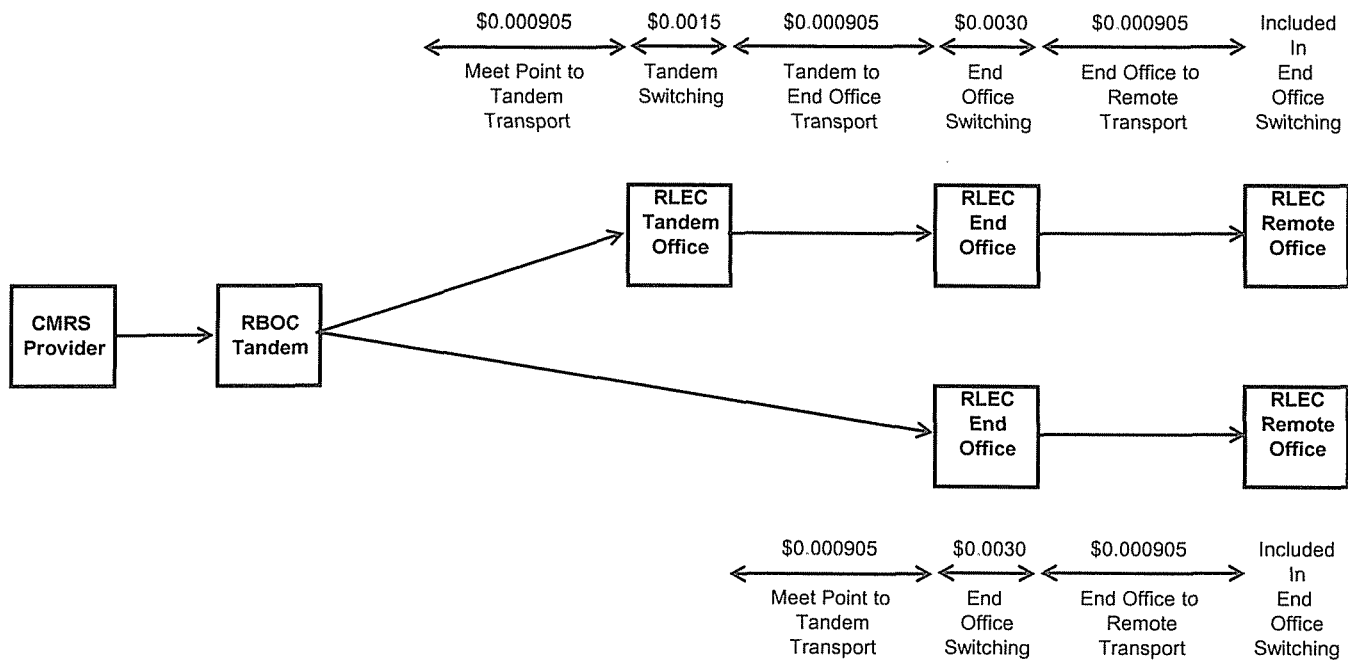 $0.000905 $0.0015 $0.000905 $0.0030 $0.000905 Included
In
End
Office
Switching
Meet Point to
Tandem
Transport
Tandem
Switching
Tandem to
End Office
Transport
End
Office
Switching
End Office to
Remote
Transport
RLEC
Tandem
Office
RLEC
End
Office
RLEC
Remote
Office
CMRS
Provider
RBOC
Tandem
RLEC
End
Office
RLEC
Remote
Office
$0.000905 $0.0030 $0.000905 Included
In
End
Office
Switching
Meet Point to
Tandem
Transport
End
Office
Switching
End Office to
Remote
Transport